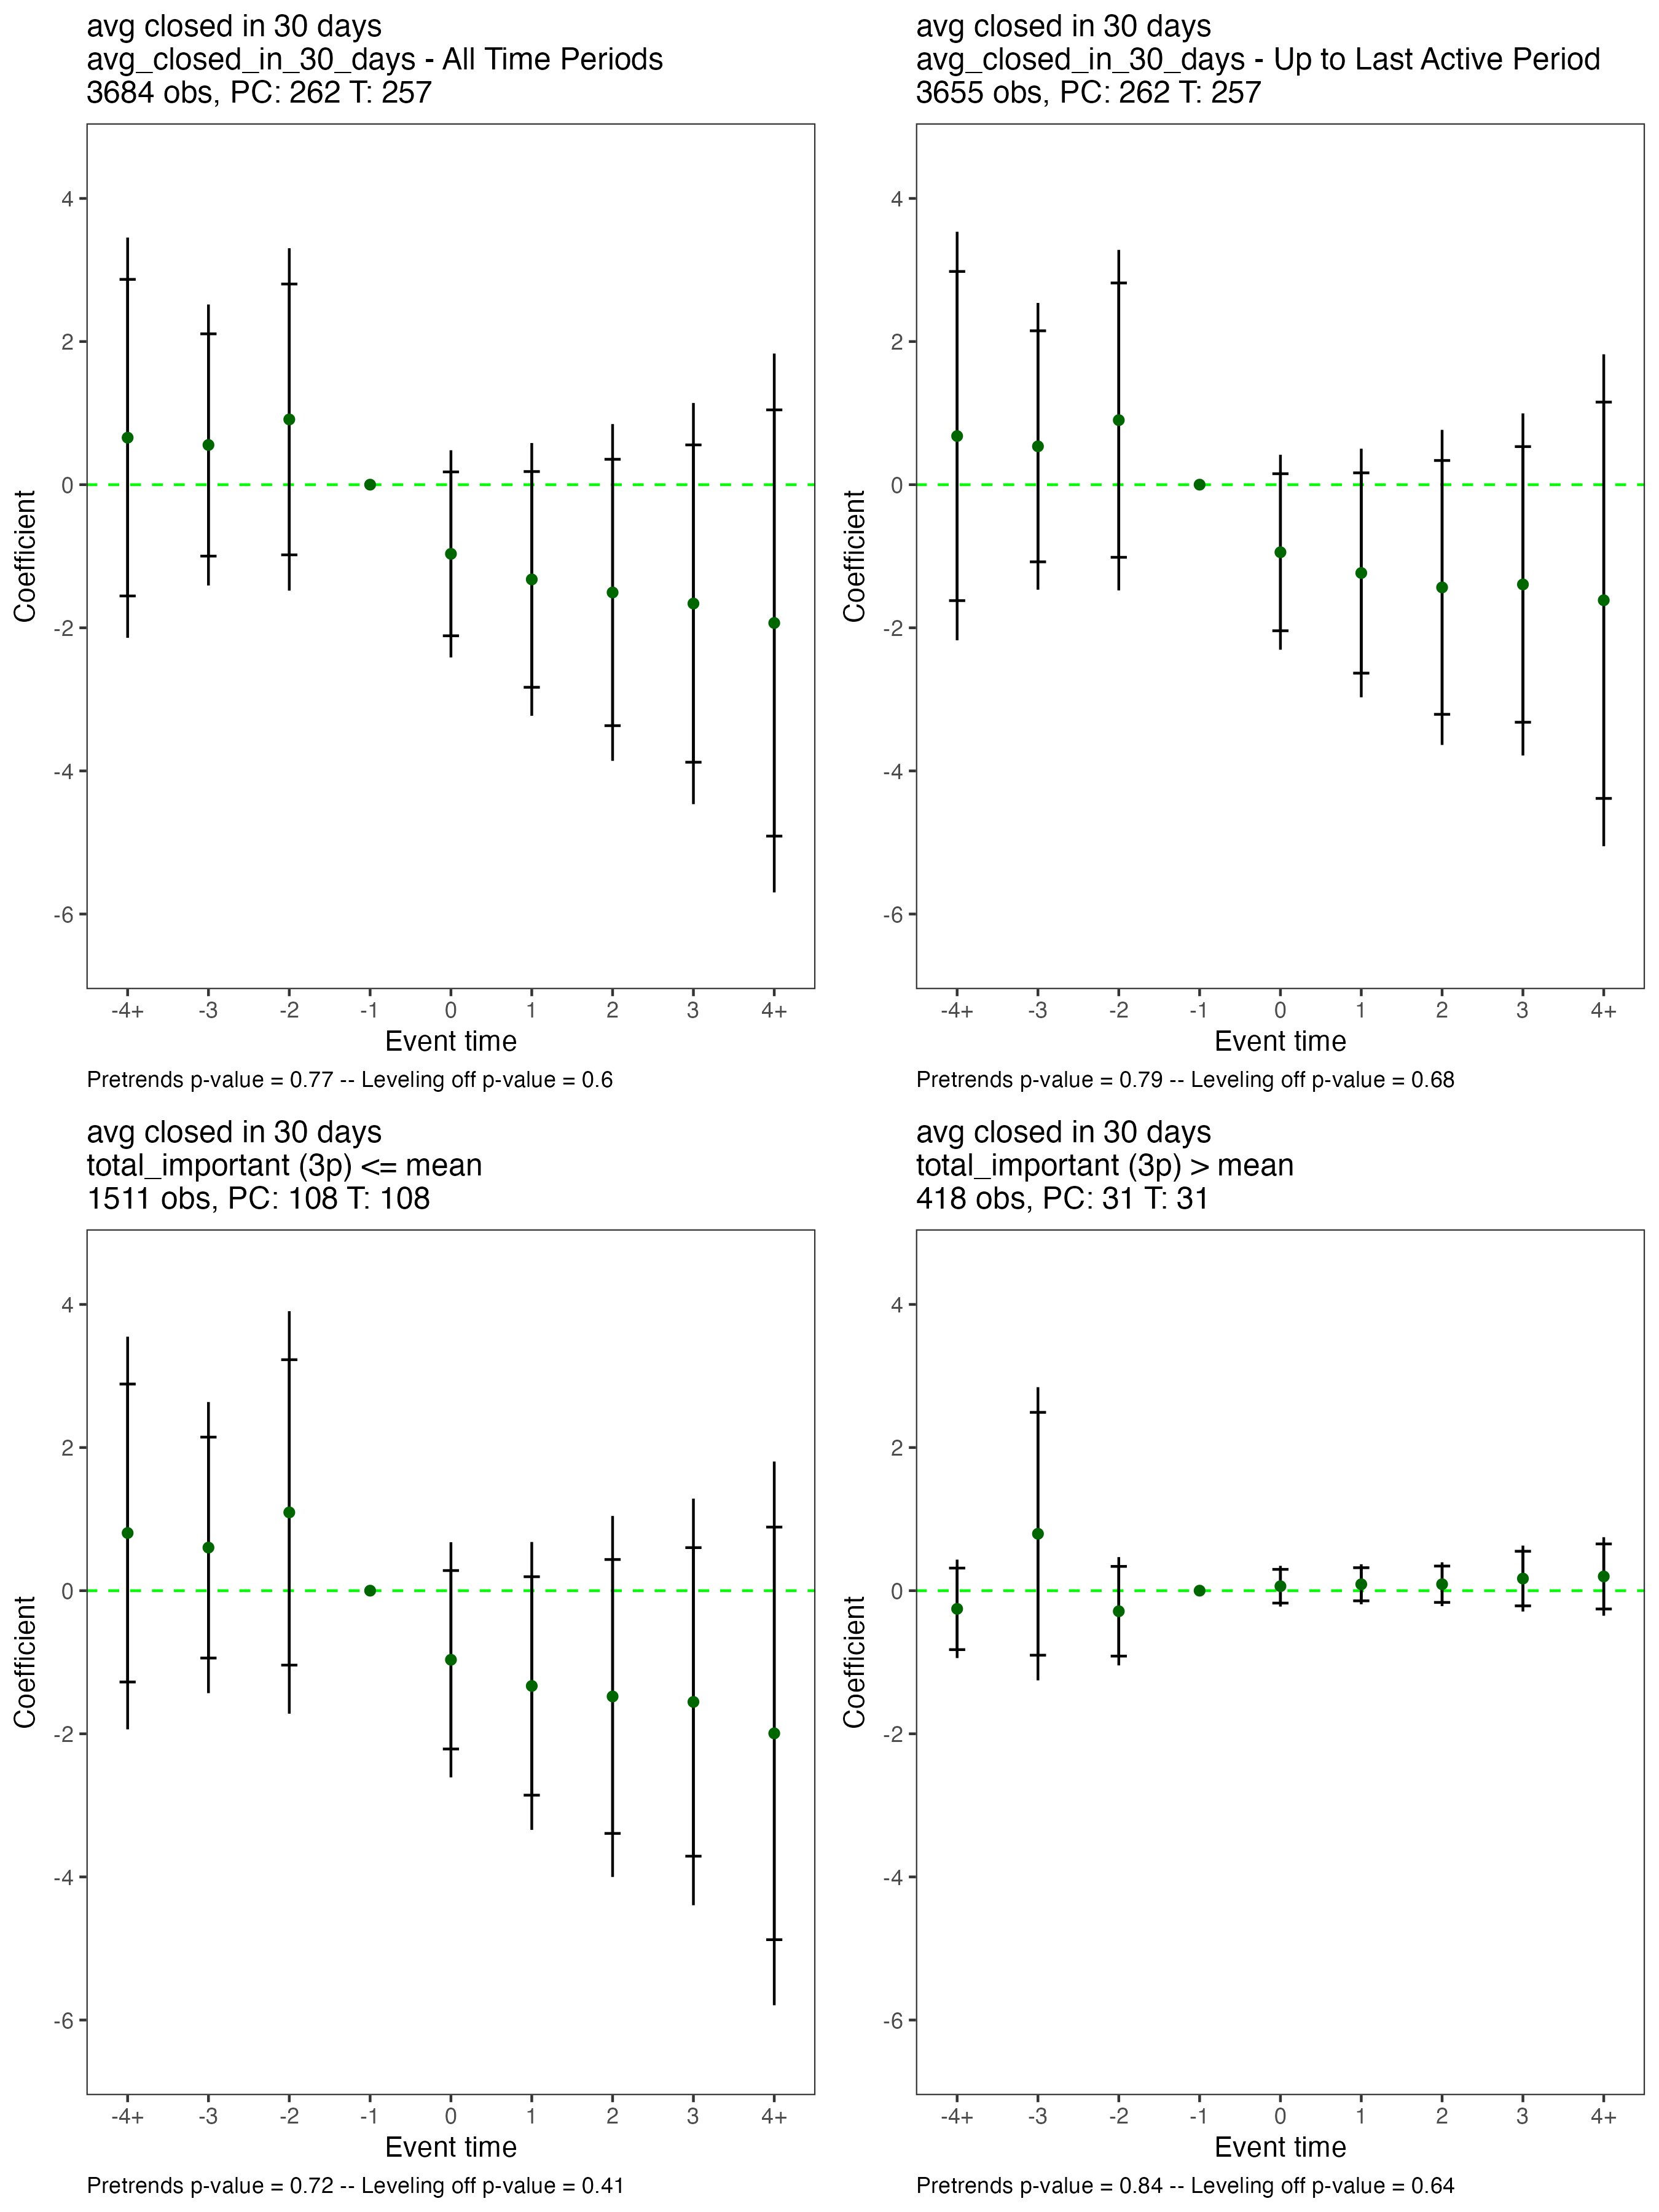 avg closed in 30 days
avg_closed_in_30_days - All Time Periods
3684 obs, PC: 262 T: 257
4
2
0
-2
-4
-6
Coefficient
-4+ -3 -2 -1 0 1 2 3 4+
Event time
Pretrends p-value = 0.77 -- Leveling off p-value = 0.6
avg closed in 30 days
avg_closed_in_30_days - Up to Last Active Period
3655 obs, PC: 262 T: 257
4
2
0
-2
-4
-6
Coefficient
-4+ -3 -2 -1 0 1 2 3 4+
Event time
Pretrends p-value = 0.79 -- Leveling off p-value = 0.68
avg closed in 30 days
total_important (3p) <= mean
1511 obs, PC: 108 T: 108
4
2
0
-2
-4
-6
Coefficient
-4+ -3 -2 -1 0 1 2 3 4+
Event time
Pretrends p-value = 0.72 -- Leveling off p-value = 0.41
avg closed in 30 days
total_important (3p) > mean
418 obs, PC: 31 T: 31
4
2
0
-2
-4
-6
Coefficient
-4+ -3 -2 -1 0 1 2 3 4+
Event time
Pretrends p-value = 0.84 -- Leveling off p-value = 0.64